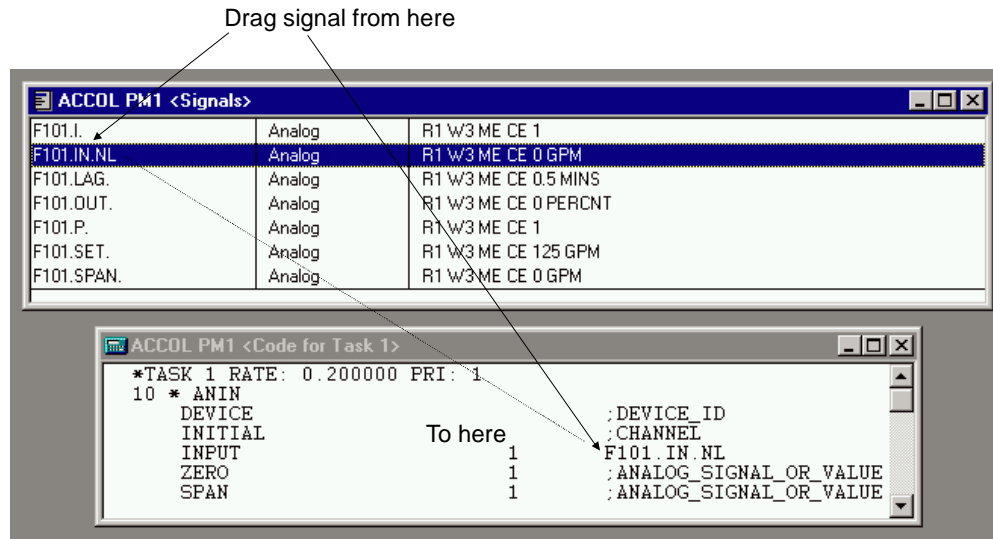 Drag signal from here
ACCOL PM1 <Signals>
F101.I. Analog R1 W3 ME CE 1
F101.IN.NL Analog R1 W3 ME CE 0 GPM
F101.LAG. Analog R1 W3 ME CE 0.5 MINS
F101.OUT. Analog R1 W3 ME CE 0 PERCNT
F101.P. Analog R1 W3 ME CE 1
F101.SET. Analog R1 W3 ME CE 125 GPM
F101.SPAN. Analog R1 W3 ME CE 0 GPM
ACCOL PM1 <Code for Task 1>
*TASK 1 RATE: 0.200000 PRI: 1
10 * ANIN
DEVICE ;DEVICE_ID
INITIAL ;CHANNEL
To here
INPUT 1 F101.IN.NL
ZERO 1 ;ANALOG_SIGNAL_OR_VALUE
SPAN 1 ;ANALOG_SIGNAL_OR_VALUE